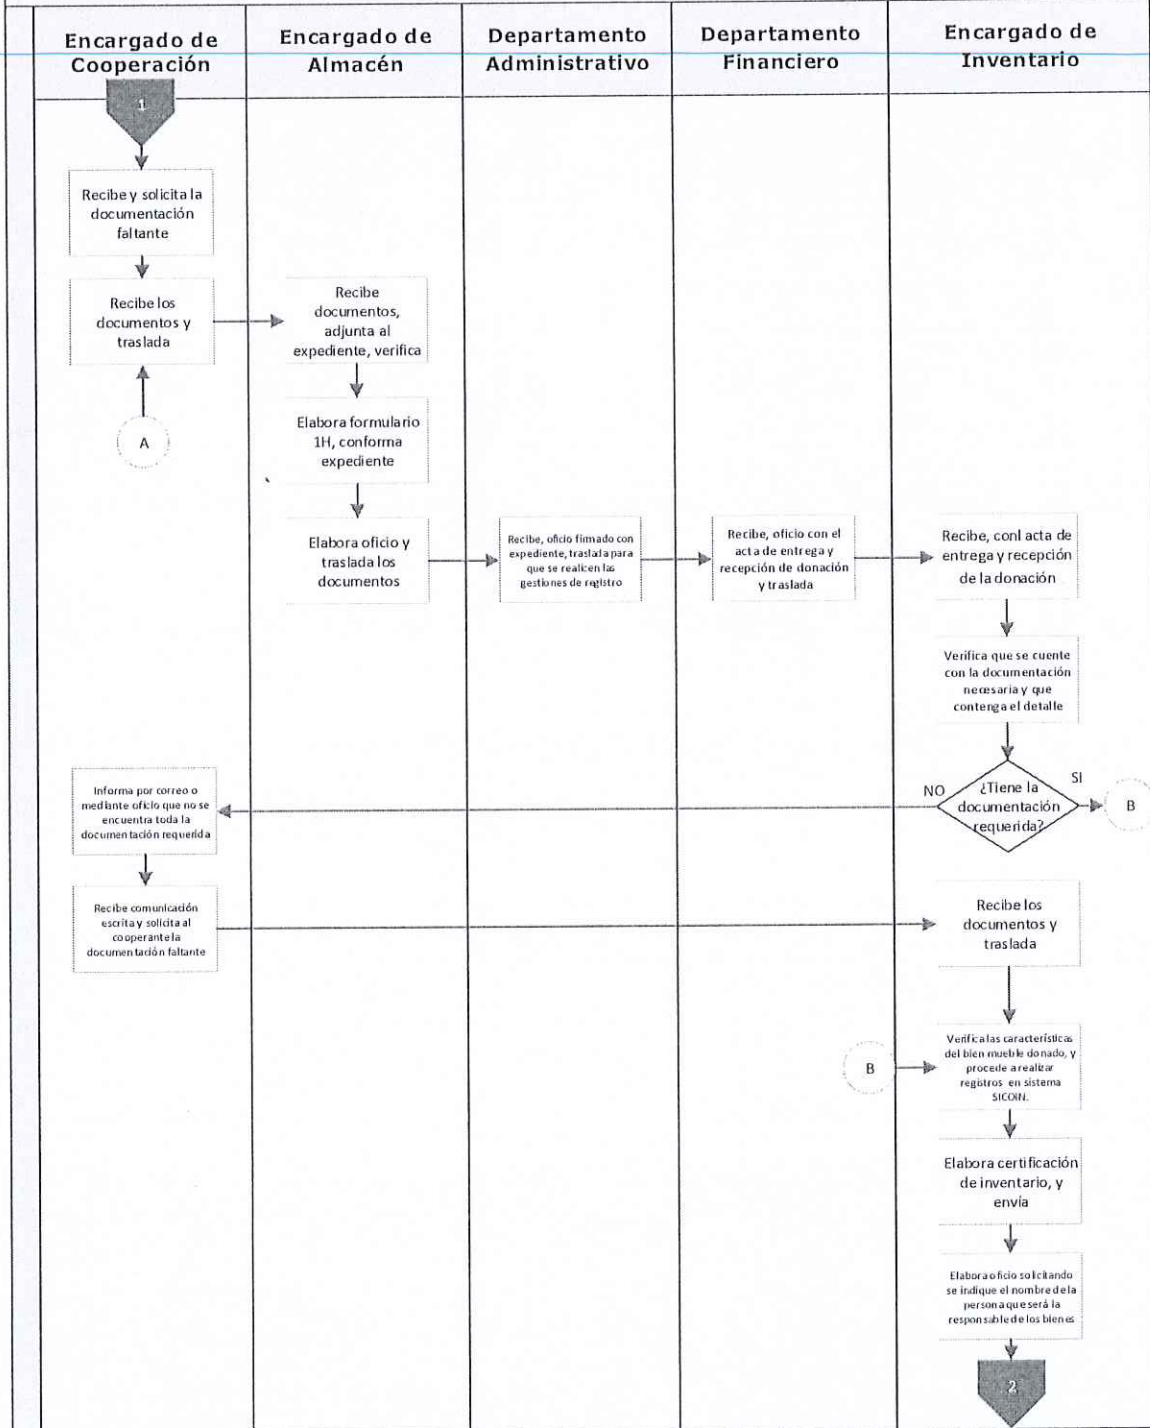 Encargado de
Cooperación
Encargado de
Almacén
Departamento
Administrativo
Departamento
Financiero
Encargado de
Inventario
1
Recibe y solicita la
documentación
faltante
Recibe los
documentos y
traslada
Recibe
documentos,
adjunta al
expediente, verifica
A
Elabora formulario
1H, conforma
expediente
Elabora oficio y
traslada los
documentos
Recibe, oficio firmado con
expediente, traslada para
que se realicen las
gestiones de registro
Recibe, oficio con el
acta de entrega y
recepción de donación
y traslada
Recibe, conl acta de
entrega y recepción
de la donación
Verifica que se cuente
con la documentación
necesaria y que
contenga el detalle
¿Tiene la
documentación
requerida?
NO
SI
B
Informa por correo o
mediante oficio que no se
encuentra toda la
documentación requerida
Recibe comunicación
escrita y solicita al
cooperante la
documentación faltante
Recibe los
documentos y
traslada
B
Verifica las características
del bien mueble donado, y
procede a realizar
registros en sistema
SICOIN.
Elabora certificación
de inventario, y
envía
Elabora oficio solicitando
se indique el nombre de la
persona que será la
responsable de los bienes
2